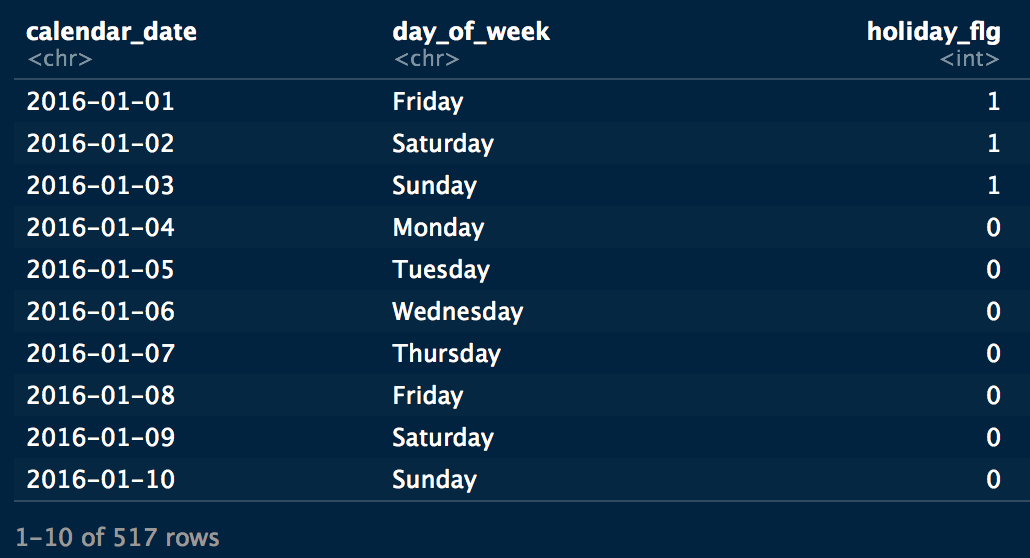 calendar_date day_of_week holiday_flg
<chr> <chr> <int>
2016-01-01 Friday 1
2016-01-02 Saturday 1
2016-01-03 Sunday 1
2016-01-04 Monday 0
2016-01-05 Tuesday 0
2016-01-06 Wednesday 0
2016-01-07 Thursday 0
2016-01-08 Friday 0
2016-01-09 Saturday 0
2016-01-10 Sunday 0
1-10 of 517 rows